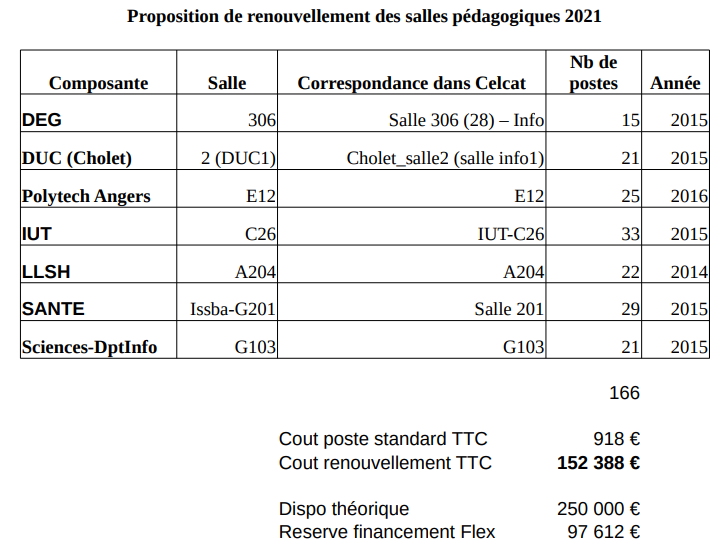 Proposition de renouvellement des salles pédagogiques 2021
Composante Salle Correspondance dans Celcat Nb de postes Année
DEG 306 Salle 306 (28) – Info 15 2015
DUC (Cholet) 2 (DUC1) Cholet_salle2 (salle info1) 21 2015
Polytech Angers E12 E12 25 2016
IUT C26 IUT-C26 33 2015
LLSH A204 A204 22 2014
SANTE Issba-G201 Salle 201 29 2015
Sciences-DptInfo G103 G103 21 2015
166
Cout poste standard TTC 918 €
Cout renouvellement TTC 152 388 €
Dispo théorique 250 000 €
Reserve financement Flex 97 612 €